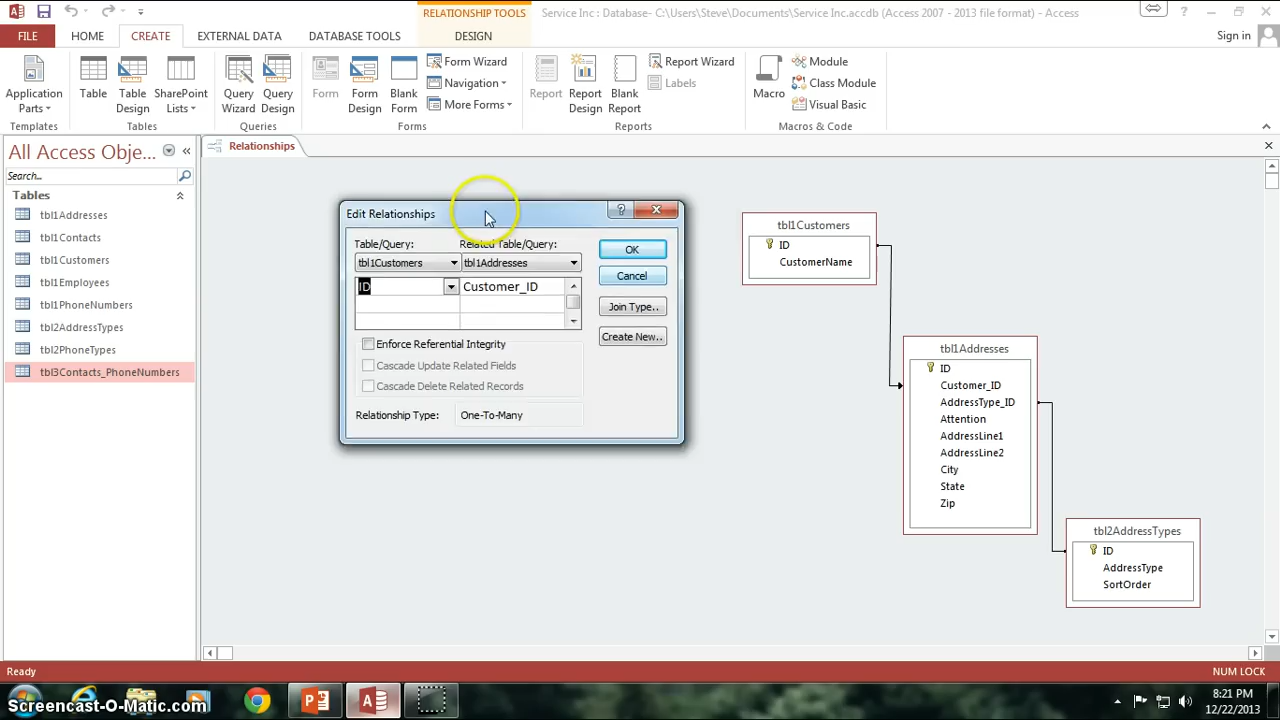 RELATIONSHIP TOOLS
Service Inc : Database- C:\Users\Steve\Documents\Service Inc.accdb (Access 2007 - 2013 file format) - Access
FILE HOME CREATE EXTERNAL DATA DATABASE TOOLS DESIGN
Sign in
Application Parts
Table
Table Design
SharePoint Lists
Query Wizard
Query Design
Form
Form Design
Blank Form
Form Wizard
Navigation
More Forms
Report
Report Design
Blank Report
Report Wizard
Labels
Macro
Module
Class Module
Visual Basic
Templates Tables Queries Forms Reports Macros & Code
All Access Obje...
Search...
Tables
tbl1Addresses
tbl1Contacts
tbl1Customers
tbl1Employees
tbl1PhoneNumbers
tbl2AddressTypes
tbl2PhoneTypes
tbl3Contacts_PhoneNumbers
Relationships
Edit Relationships
Table/Query: Related Table/Query:
tbl1Customers tbl1Addresses
ID Customer_ID
OK
Cancel
Join Type..
Create New..
Enforce Referential Integrity
Cascade Update Related Fields
Cascade Delete Related Records
Relationship Type: One-To-Many
tbl1Customers
ID
CustomerName
tbl1Addresses
ID
Customer_ID
AddressType_ID
Attention
AddressLine1
AddressLine2
City
State
Zip
tbl2AddressTypes
ID
AddressType
SortOrder
Ready
NUM LOCK
Screencast-O-Matic.com
8:21 PM
12/22/2013